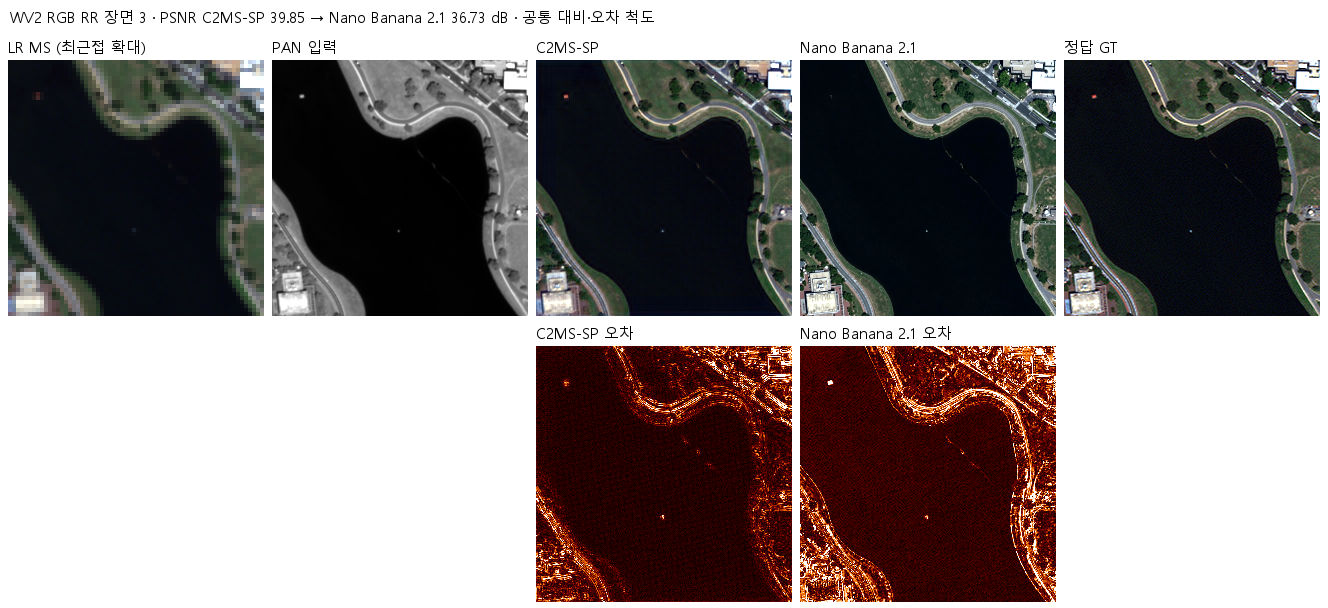 WV2 RGB RR 장면 3 · PSNR C2MS-SP 39.85 → Nano Banana 2.1 36.73 dB · 공통 대비·오차 척도
LR MS (최근접 확대)
PAN 입력
C2MS-SP
Nano Banana 2.1
정답 GT
C2MS-SP 오차
Nano Banana 2.1 오차